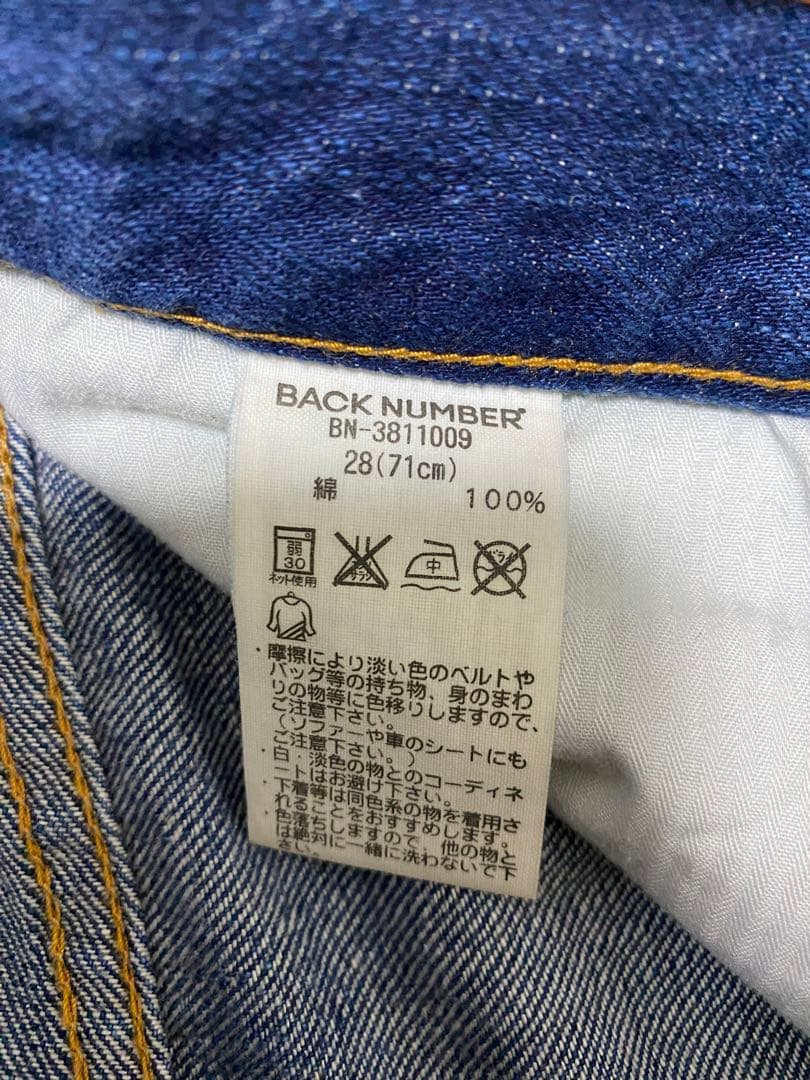 BACK NUMBER
BN-3811009
28(71cm)
綿 100%
弱
30
ネット使用
サラシ
中
ドライ
・摩擦により淡い色のベルトや
バッグ等の持ち物、身のまわ
りの物等に色移りしますので、
ご注意下さい。
(ソファーや車のシートにも
ご注意下さい。)
・白・淡色の物とのコーディネ
ートはお避け下さい。
・下着等は同色系の物を着用さ
れることをおすすめします。
・色落ちしますので、他の物と
は絶対に一緒に洗わないで下
さい。